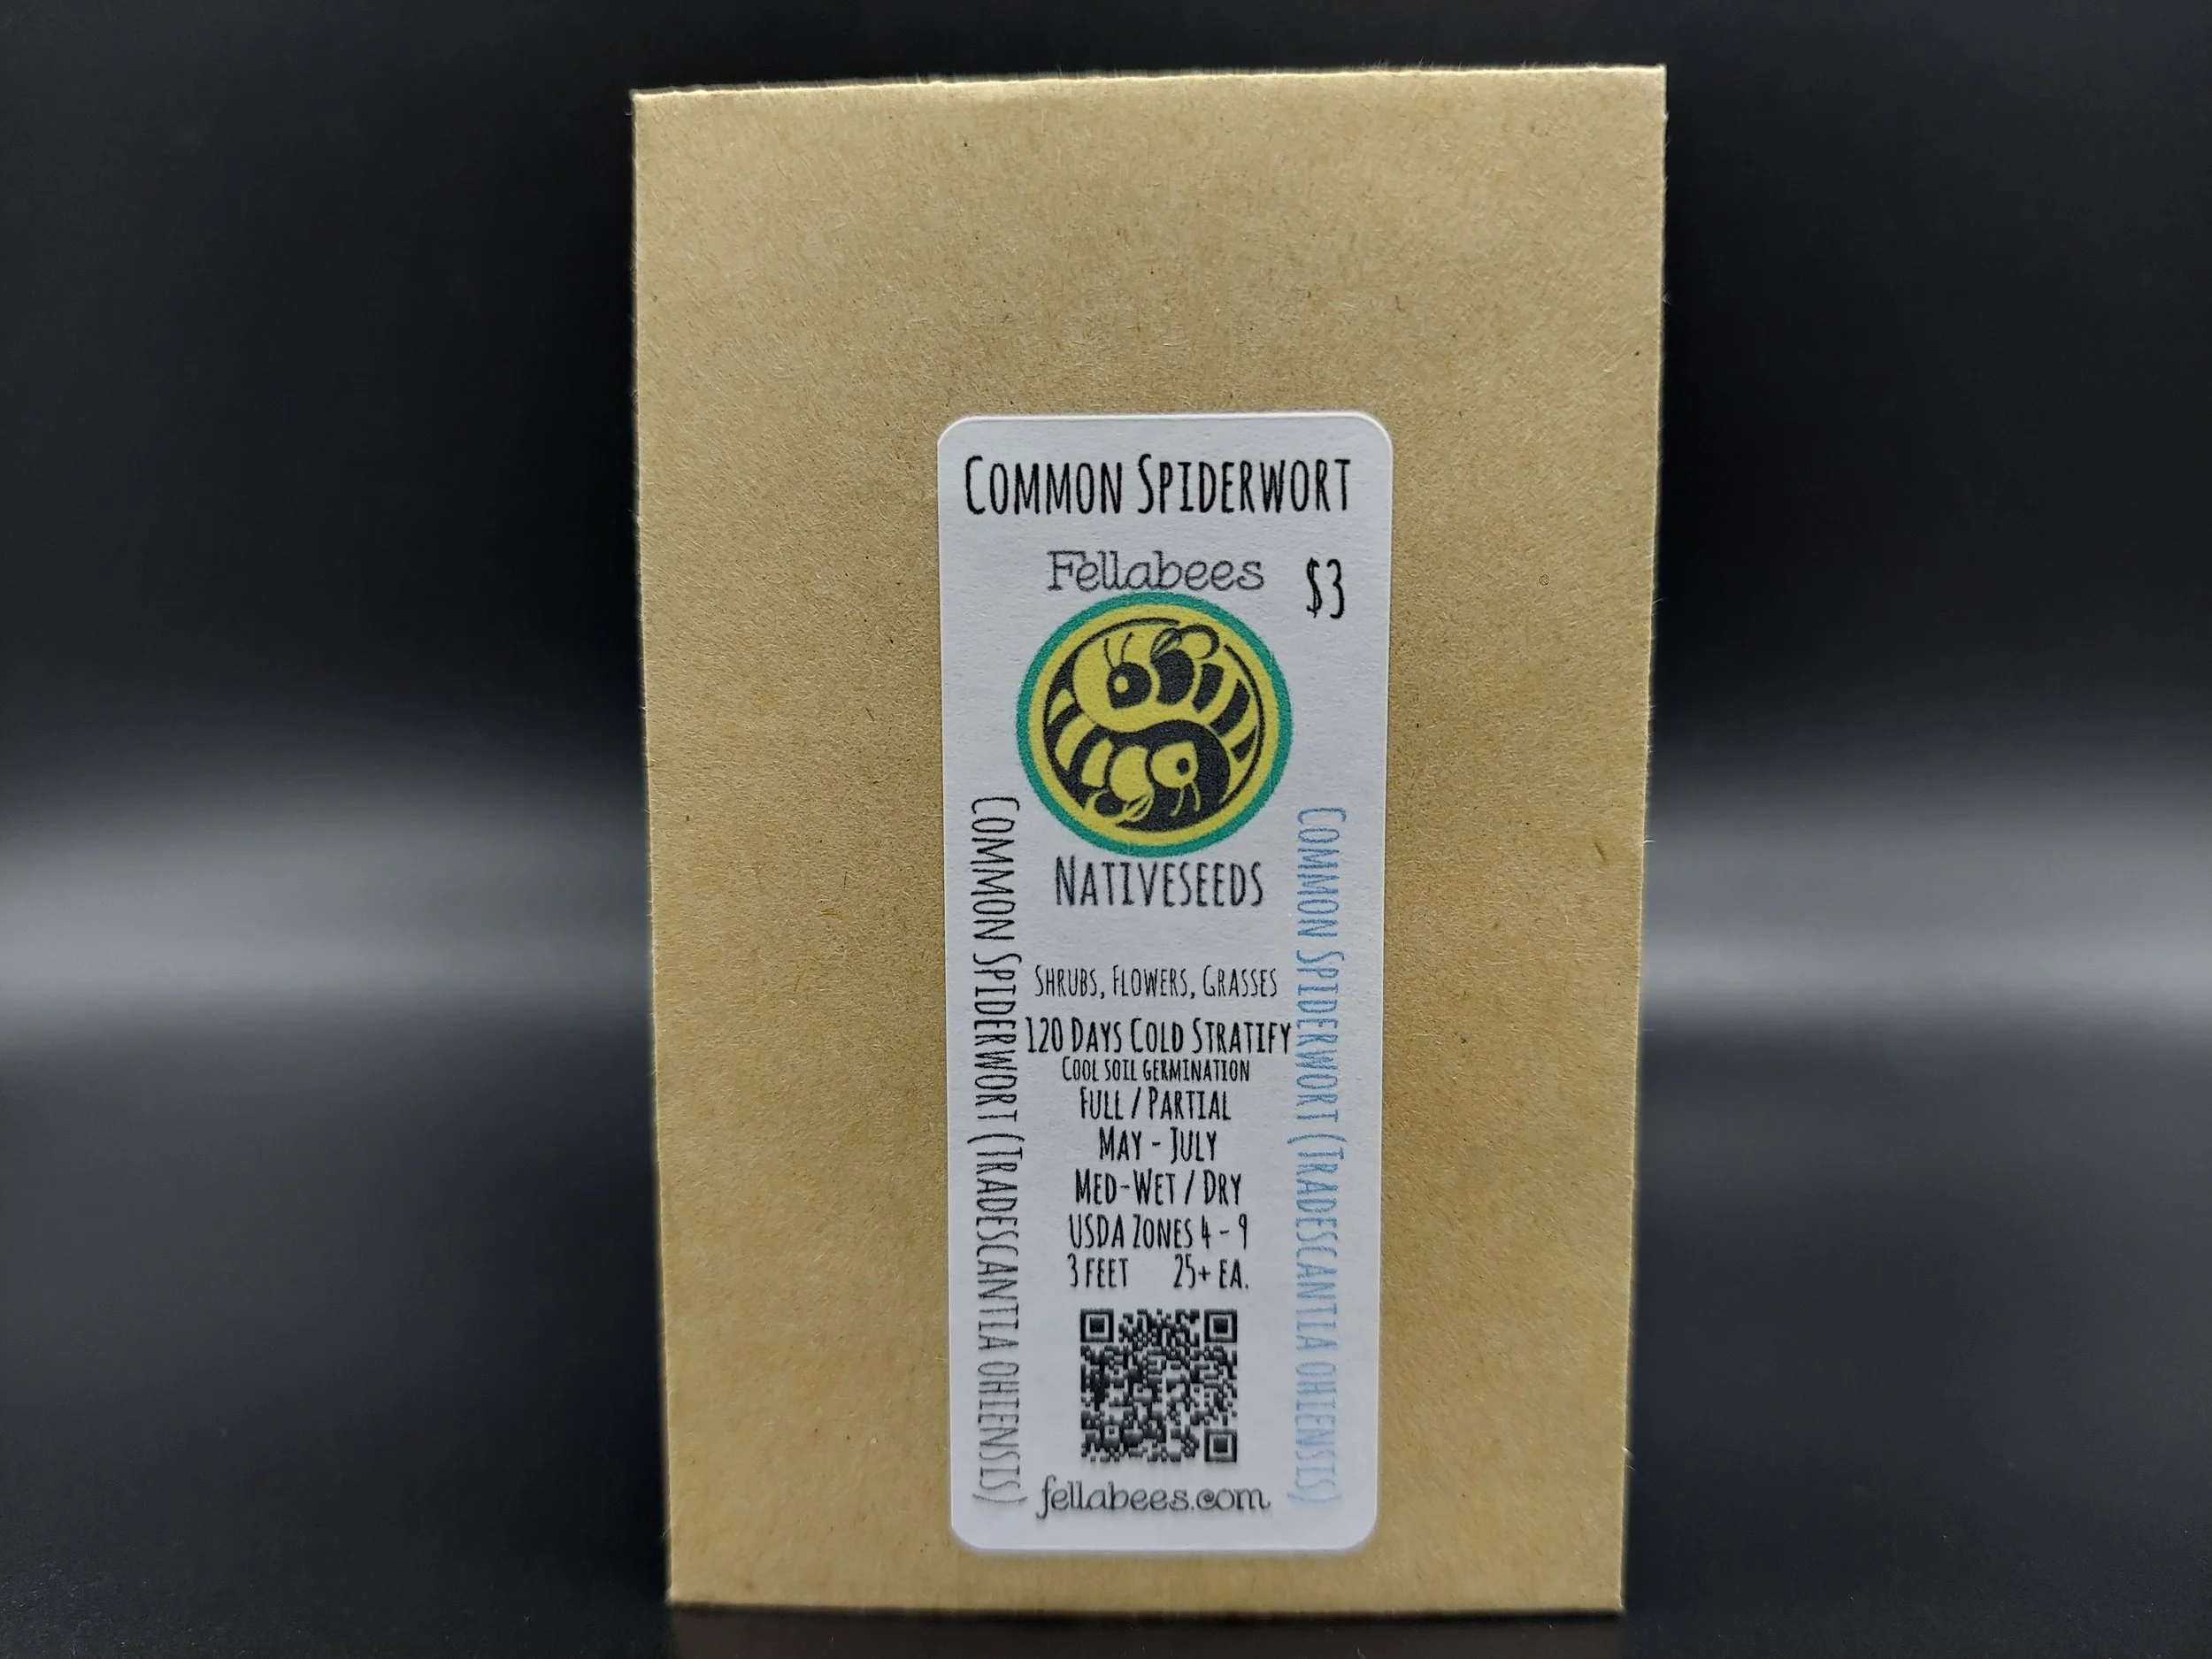 Common Spiderwort
Fellabees
$3
Nativeseeds
Common Spiderwort (Tradescantia ohiensis)
Common Spiderwort (Tradescantia ohiensis)
Shrubs, Flowers, Grasses
120 Days Cold Stratify
Cool soil germination
Full / Partial
May - July
Med-Wet / Dry
USDA Zones 4 - 9
3 feet 25+ ea.
fellabees.com